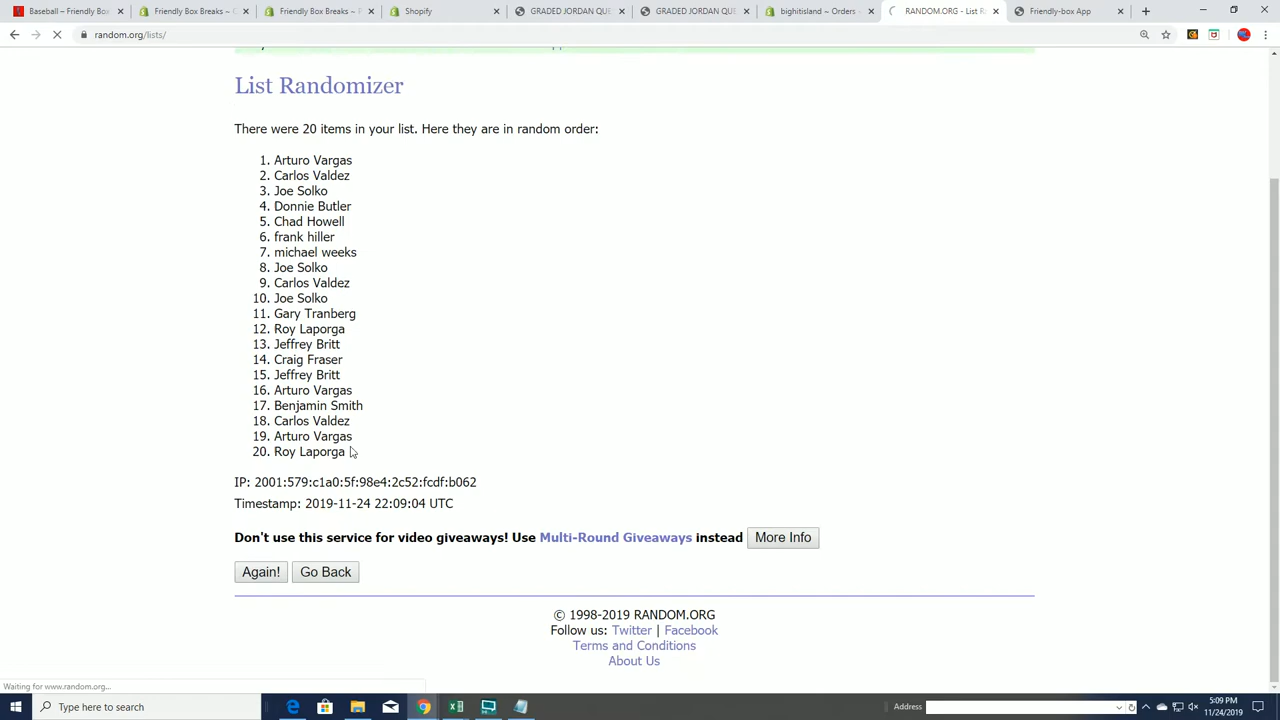 Baseball – Friendly Box
Friendly Box Breaks ~
Friendly Box Breaks ~ P
Shopify
GRADED JORDAN QUE
GRADED JORDAN QUE
bighitisland ~ Orders ~
RANDOM.ORG - List R
Friendly-box App
random.org/lists/
List Randomizer
There were 20 items in your list. Here they are in random order:
1. Arturo Vargas
2. Carlos Valdez
3. Joe Solko
4. Donnie Butler
5. Chad Howell
6. frank hiller
7. michael weeks
8. Joe Solko
9. Carlos Valdez
10. Joe Solko
11. Gary Tranberg
12. Roy Laporga
13. Jeffrey Britt
14. Craig Fraser
15. Jeffrey Britt
16. Arturo Vargas
17. Benjamin Smith
18. Carlos Valdez
19. Arturo Vargas
20. Roy Laporga
IP: 2001:579:c1a0:5f:98e4:2c52:fcdf:b062
Timestamp: 2019-11-24 22:09:04 UTC
Don't use this service for video giveaways! Use Multi-Round Giveaways instead More Info
Again! Go Back
© 1998-2019 RANDOM.ORG
Follow us: Twitter | Facebook
Terms and Conditions
About Us
Waiting for www.random.org...
Type here to search
Address
5:09 PM
11/24/2019